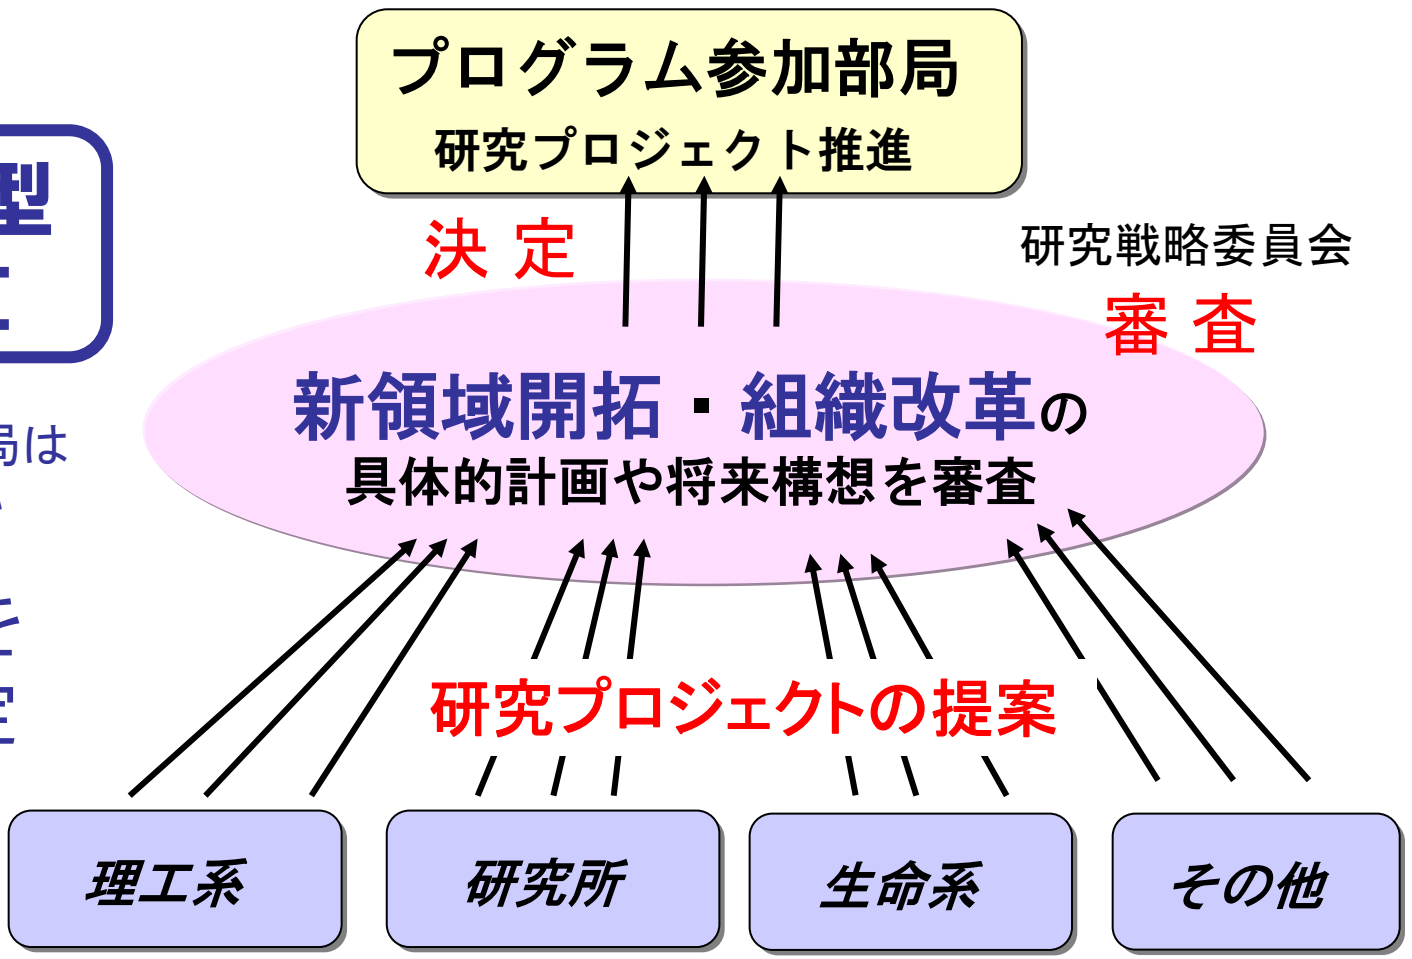 プログラム参加部局
研究プロジェクト推進
型
決 定
研究戦略委員会
審 査
新領域開拓・組織改革の
局は
具体的計画や将来構想を審査
研究プロジェクトの提案
定
理工系
研究所
生命系
その他